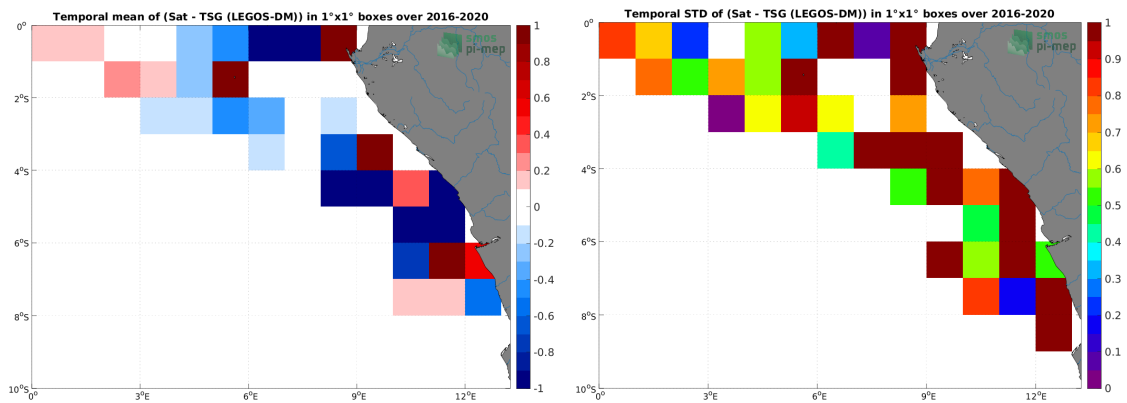 Temporal mean of (Sat - TSG (LEGOS-DM)) in 1°x1° boxes over 2016-2020
smos
pi-mep
0°
2°S
4°S
6°S
8°S
10°S
0°
3°E
6°E
9°E
12°E
1
0.8
0.6
0.4
0.2
0
-0.2
-0.4
-0.6
-0.8
-1
Temporal STD of (Sat - TSG (LEGOS-DM)) in 1°x1° boxes over 2016-2020
smos
pi-mep
0°
2°S
4°S
6°S
8°S
10°S
0°
3°E
6°E
9°E
12°E
1
0.9
0.8
0.7
0.6
0.5
0.4
0.3
0.2
0.1
0